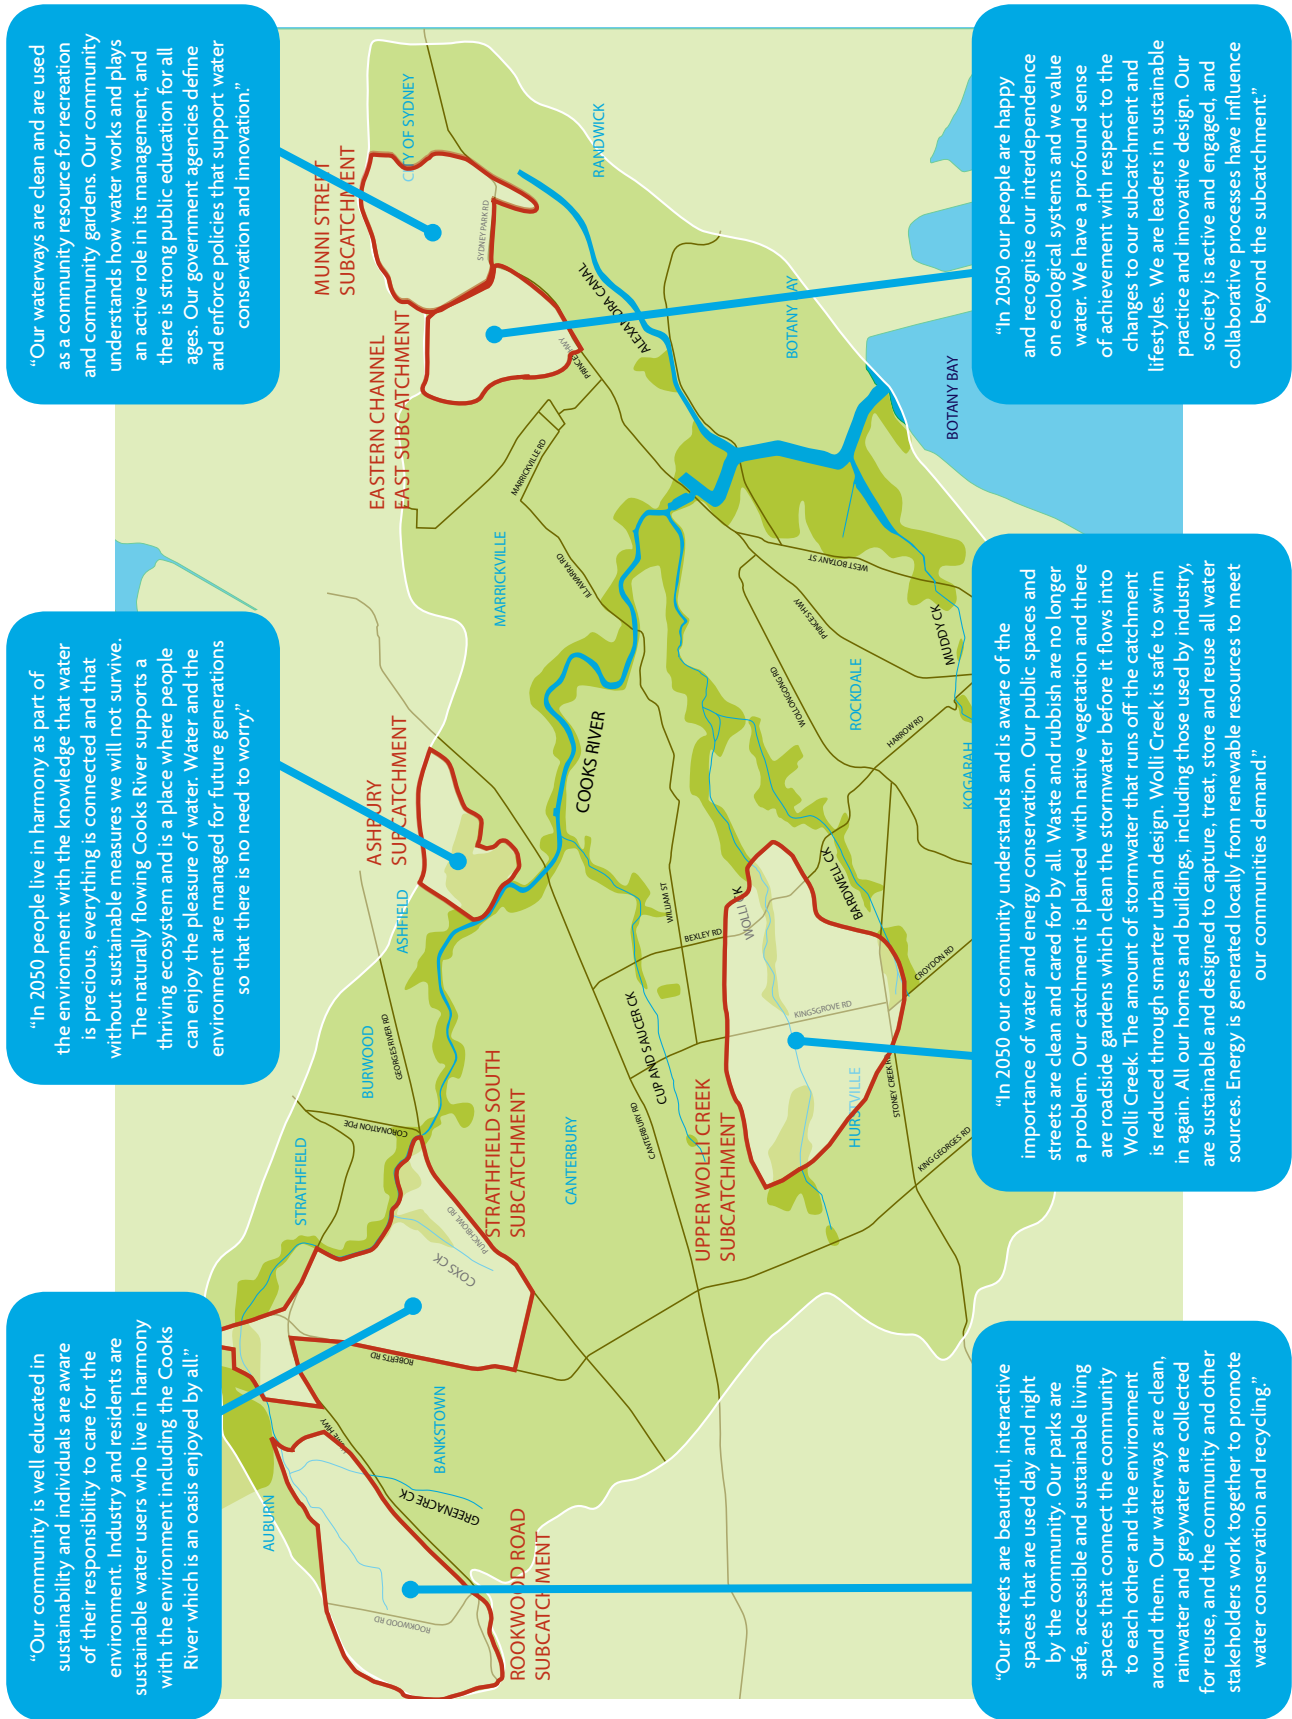 “Our community is well educated in
sustainability and individuals are aware
of their responsibility to care for the
environment. Industry and residents are
sustainable water users who live in harmony
with the environment including the Cooks
River which is an oasis enjoyed by all.”
“In 2050 people live in harmony as part of
the environment with the knowledge that water
is precious, everything is connected and that
without sustainable measures we will not survive.
The naturally flowing Cooks River supports a
thriving ecosystem and is a place where people
can enjoy the pleasure of water. Water and the
environment are managed for future generations
so that there is no need to worry.”
“Our waterways are clean and are used
as a community resource for recreation
and community gardens. Our community
understands how water works and plays
an active role in its management, and
there is strong public education for all
ages. Our government agencies define
and enforce policies that support water
conservation and innovation.”
AUBURN
STRATHFIELD
BURWOOD
ASHFIELD
ASHBURY
SUBCATCHMENT
MUNNI STREET
SUBCATCHMENT
CITY OF SYDNEY
EASTERN CHANNEL
EAST SUBCATCHMENT
CORONATION PDE
GEORGES RIVER RD
ROOKWOOD RD
ROBERTS RD
HWY
GREENACRE CK
BANKSTOWN
COXS CK
PUNCHBOWL RD
STRATHFIELD SOUTH
SUBCATCHMENT
MARRICKVILLE
MARRICKVILLE RD
SYDNEY PARK RD
PRINCES HWY
ILLAWARRA RD
ALEXANDRA CANAL
RANDWICK
ROOKWOOD ROAD
SUBCATCHMENT
CANTERBURY
COOKS RIVER
CANTERBURY RD
CUP AND SAUCER CK
WILLIAM ST
BEXLEY RD
UPPER WOLLI CREEK
SUBCATCHMENT
WOLLI CK
KINGSGROVE RD
BARDWELL CK
WOLLONGONG RD
PRINCES HWY
WEST BOTANY ST
BOTANY BAY
HURSTVILLE
ROCKDALE
STONEY CREEK RD
CROYDON RD
HARROW RD
MUDDY CK
KING GEORGES RD
KOGARAH
BOTANY BAY
“Our streets are beautiful, interactive
spaces that are used day and night
by the community. Our parks are
safe, accessible and sustainable living
spaces that connect the community
to each other and the environment
around them. Our waterways are clean,
rainwater and greywater are collected
for reuse, and the community and other
stakeholders work together to promote
water conservation and recycling.”
“In 2050 our community understands and is aware of the
importance of water and energy conservation. Our public spaces and
streets are clean and cared for by all. Waste and rubbish are no longer
a problem. Our catchment is planted with native vegetation and there
are roadside gardens which clean the stormwater before it flows into
Wolli Creek. The amount of stormwater that runs off the catchment
is reduced through smarter urban design. Wolli Creek is safe to swim
in again. All our homes and buildings, including those used by industry,
are sustainable and designed to capture, treat, store and reuse all water
sources. Energy is generated locally from renewable resources to meet
our communities demand.”
“In 2050 our people are happy
and recognise our interdependence
on ecological systems and we value
water. We have a profound sense
of achievement with respect to the
changes to our subcatchment and
lifestyles. We are leaders in sustainable
practice and innovative design. Our
society is active and engaged, and
collaborative processes have influence
beyond the subcatchment.”